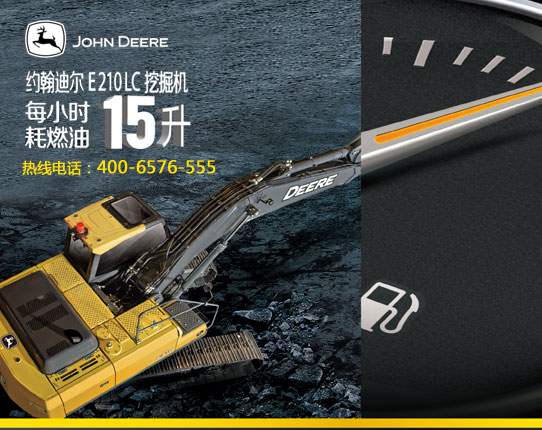 JOHN DEERE
约翰迪尔 E210LC 挖掘机
每小时
耗燃油 15升
热线电话：400-6576-555
DEERE